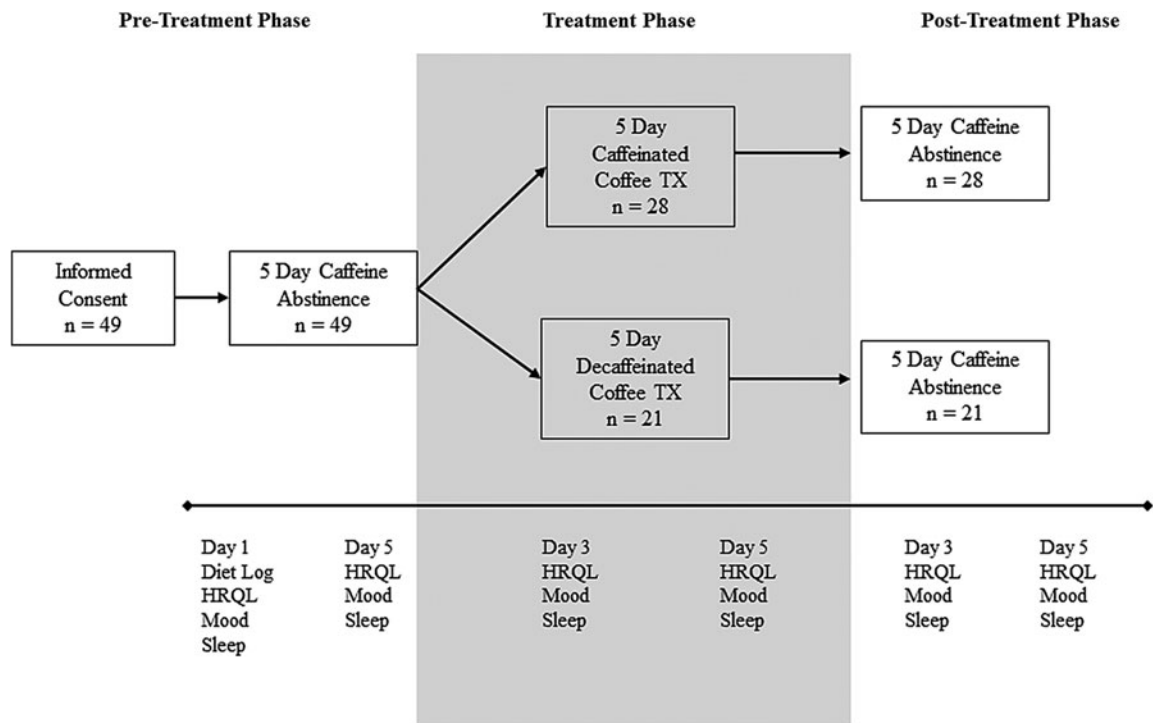 Pre-Treatment Phase
Treatment Phase
Post-Treatment Phase
Informed
Consent
n = 49
5 Day Caffeine
Abstinence
n = 49
5 Day
Caffeinated
Coffee TX
n = 28
5 Day Caffeine
Abstinence
n = 28
5 Day
Decaffeinated
Coffee TX
n = 21
5 Day Caffeine
Abstinence
n = 21
Day 1
Diet Log
HRQL
Mood
Sleep
Day 5
HRQL
Mood
Sleep
Day 3
HRQL
Mood
Sleep
Day 5
HRQL
Mood
Sleep
Day 3
HRQL
Mood
Sleep
Day 5
HRQL
Mood
Sleep